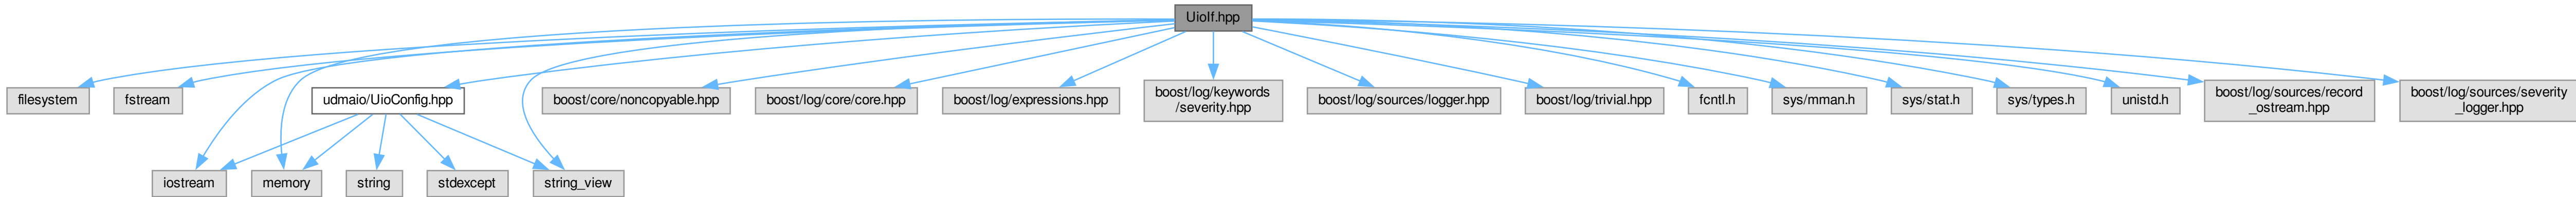 UioIf.hpp
filesystem
fstream
udmaio/UioConfig.hpp
boost/core/noncopyable.hpp
boost/log/core/core.hpp
boost/log/expressions.hpp
boost/log/keywords
/severity.hpp
boost/log/sources/logger.hpp
boost/log/trivial.hpp
fcntl.h
sys/mman.h
sys/stat.h
sys/types.h
unistd.h
boost/log/sources/record
_ostream.hpp
boost/log/sources/severity
_logger.hpp
iostream
memory
string
stdexcept
string_view